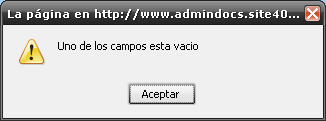 La página en http://www.admindocs.site40...
Uno de los campos esta vacio
Aceptar